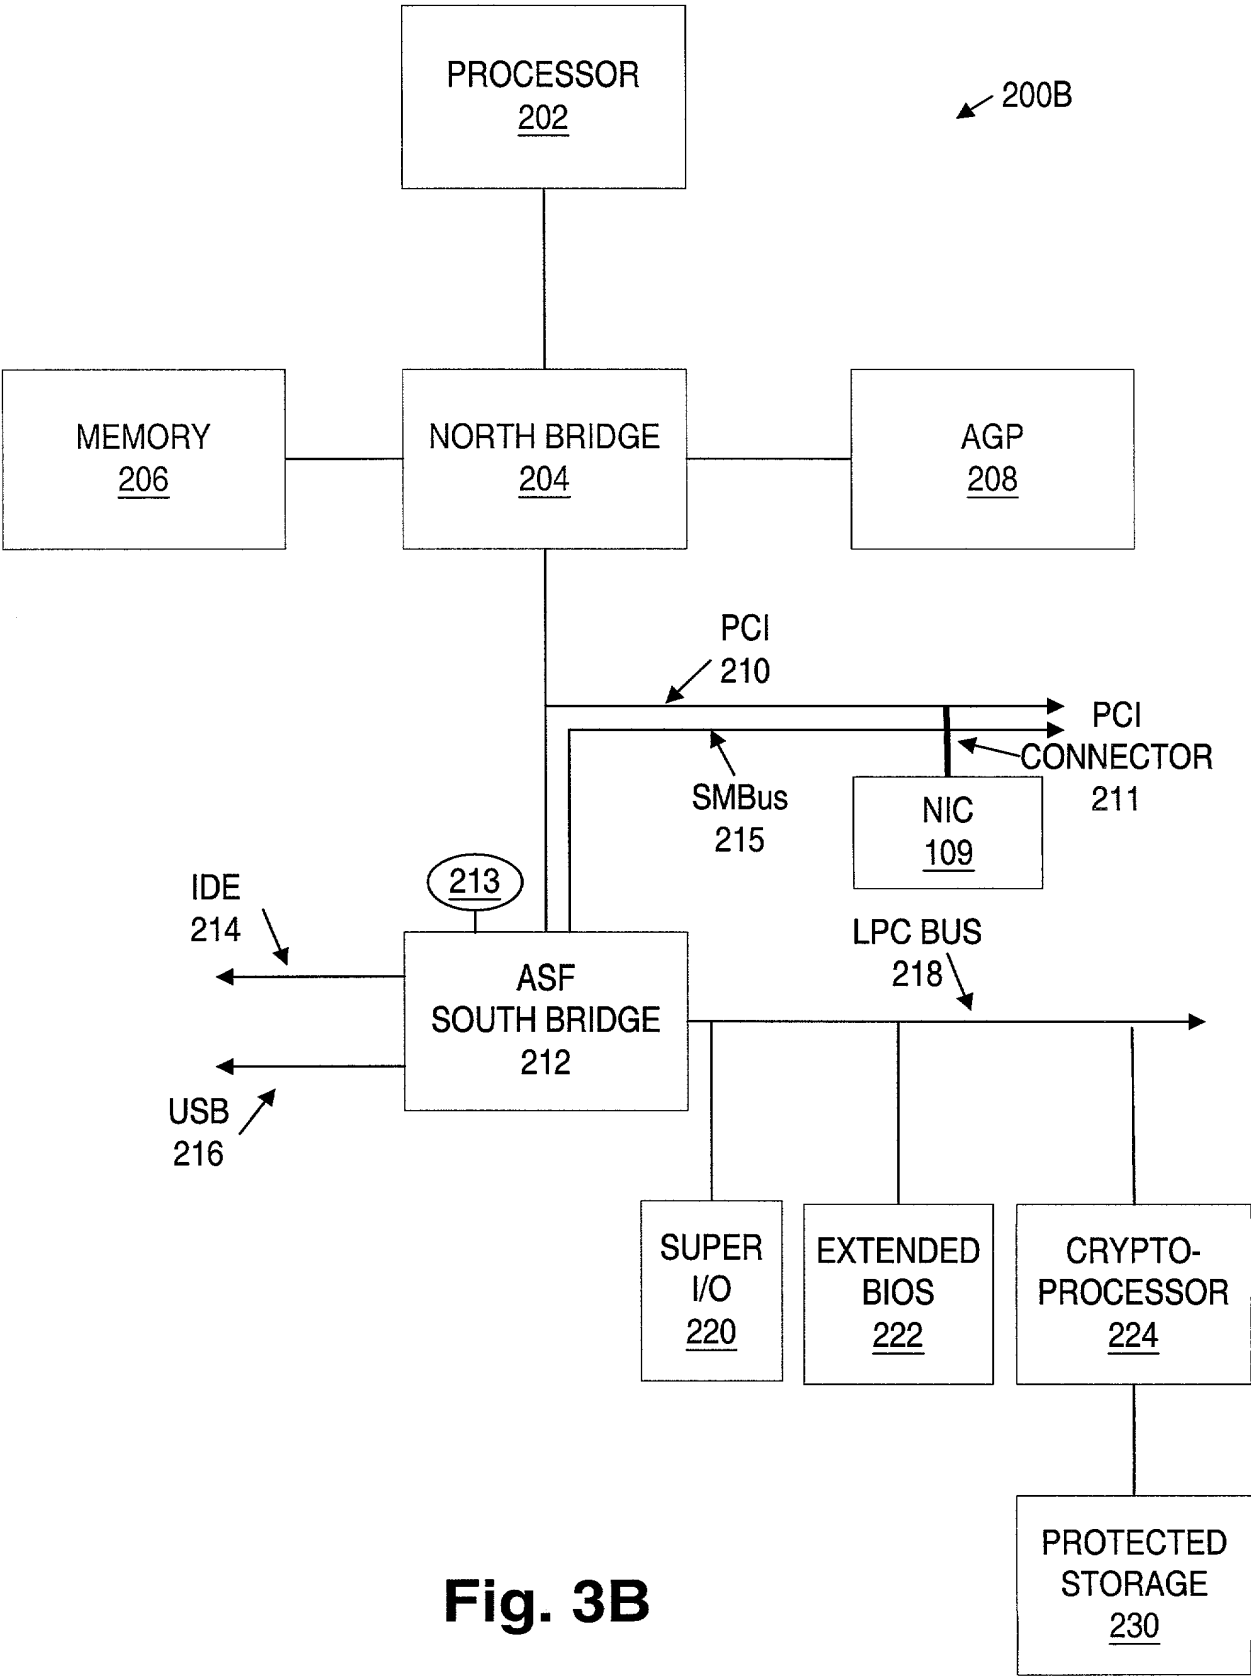 PROCESSOR
202
200B
MEMORY
206
NORTH BRIDGE
204
AGP
208
PCI
210
PCI
CONNECTOR
211
SMBus
215
NIC
109
213
IDE
214
LPC BUS
218
ASF
SOUTH BRIDGE
212
USB
216
SUPER
I/O
220
EXTENDED
BIOS
222
CRYPTO-
PROCESSOR
224
PROTECTED
STORAGE
230
Fig. 3B